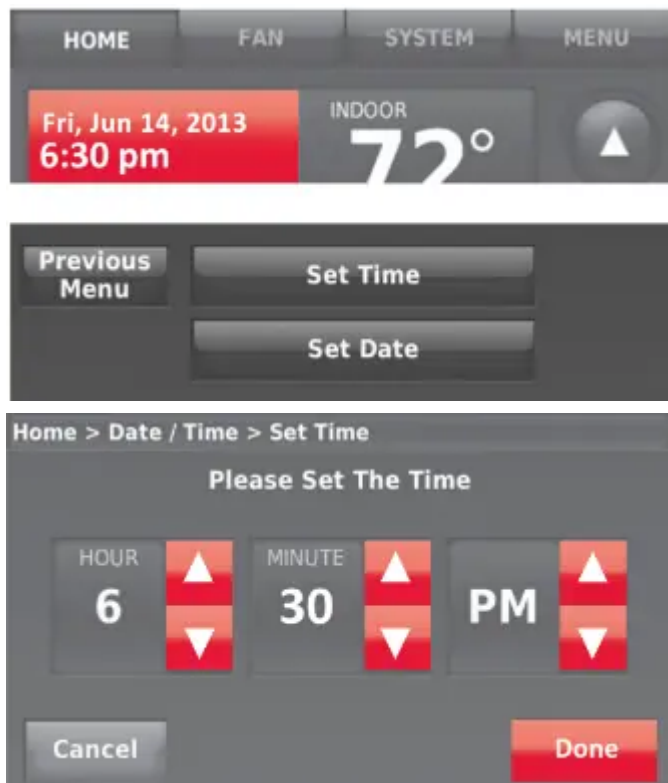 HOME FAN SYSTEM MENU
Fri, Jun 14, 2013
6:30 pm
INDOOR
72°
Previous
Menu
Set Time
Set Date
Home > Date / Time > Set Time
Please Set The Time
HOUR
6
MINUTE
30
PM
Cancel
Done